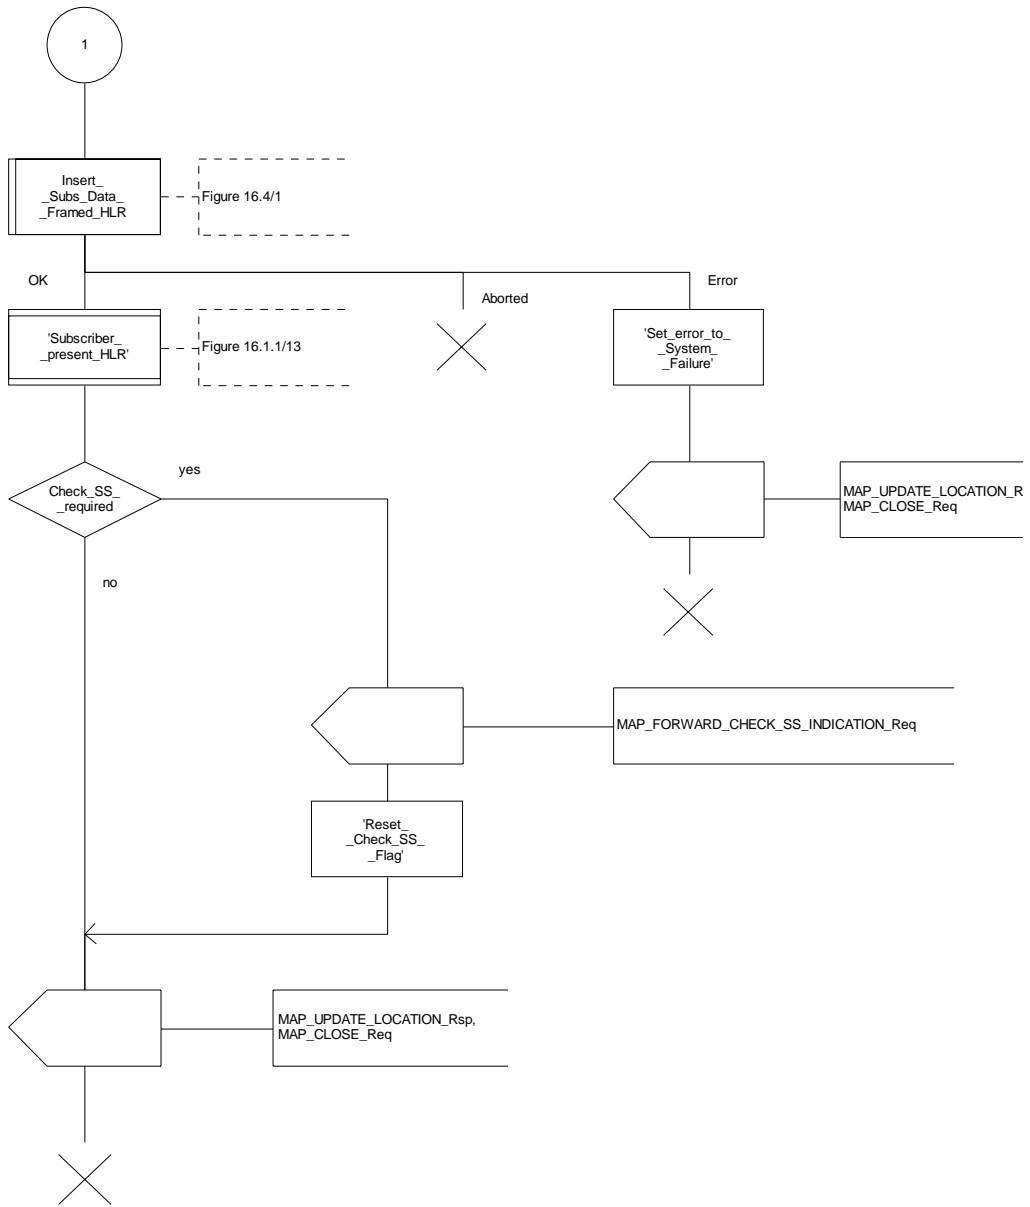 1
Insert_
_Subs_Data_
_Framed_HLR
Figure 16.4/1
OK
Aborted
Error
'Subscriber_
_present_HLR'
Figure 16.1.1/13
'Set_error_to_
_System_
_Failure'
Check_SS_
_required
yes
MAP_UPDATE_LOCATION_R
MAP_CLOSE_Req
no
MAP_FORWARD_CHECK_SS_INDICATION_Req
'Reset_
_Check_SS_
_Flag'
MAP_UPDATE_LOCATION_Rsp,
MAP_CLOSE_Req